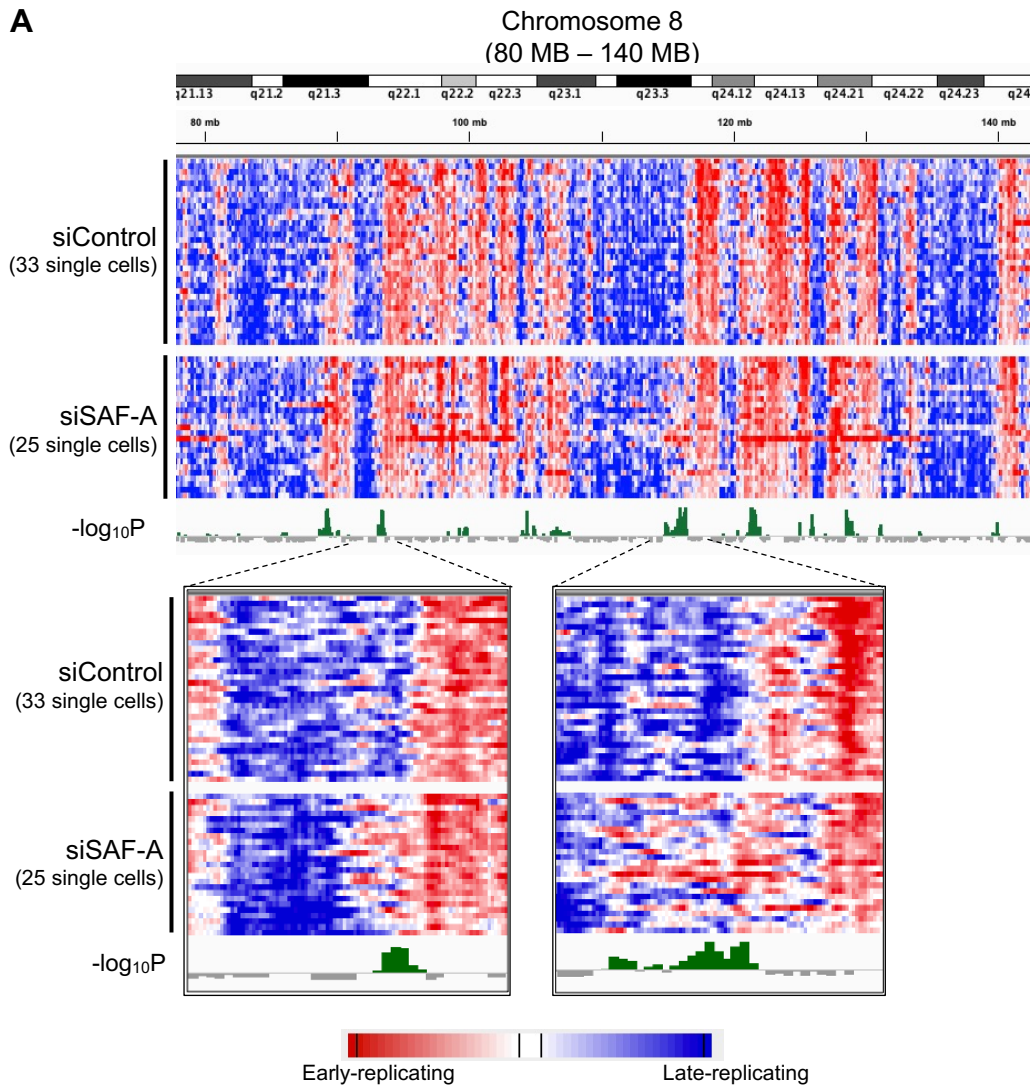 A
Chromosome 8
(80 MB – 140 MB)
q21.13 q21.2 q21.3 q22.1 q22.2 q22.3 q23.1 q23.3 q24.12 q24.13 q24.21 q24.22 q24.23 q24
80 mb 100 mb 120 mb 140 mb
siControl
(33 single cells)
siSAF-A
(25 single cells)
-log₁₀P
siControl
(33 single cells)
siSAF-A
(25 single cells)
-log₁₀P
Early-replicating Late-replicating